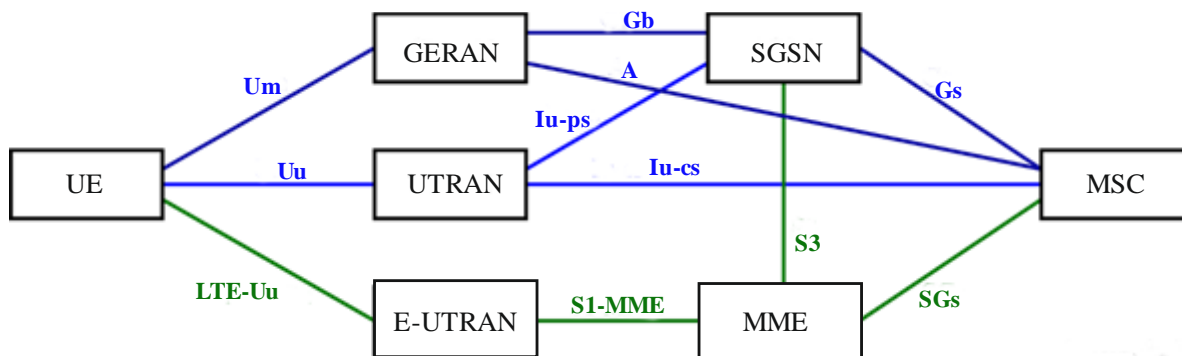 Gb
GERAN
SGSN
A
Um
Gs
Iu-ps
UE
Uu
UTRAN
Iu-cs
MSC
S3
LTE-Uu
S1-MME
SGs
E-UTRAN
MME